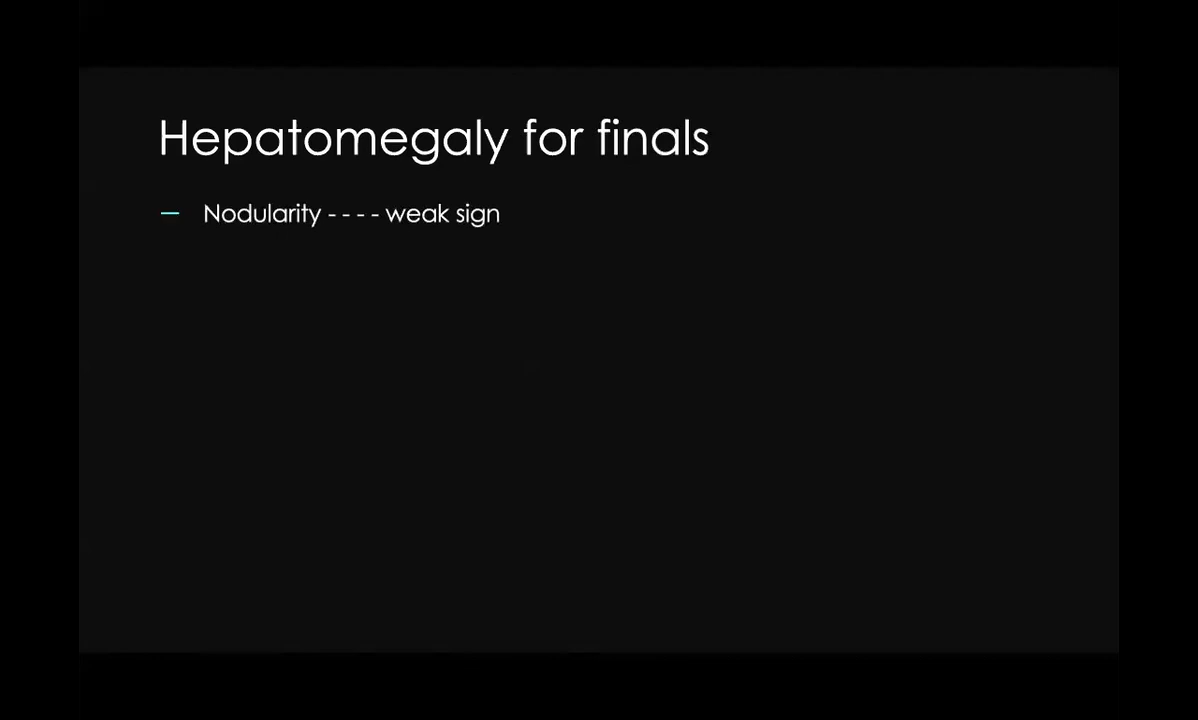 Hepatomegaly for finals
– Nodularity - - - - weak sign